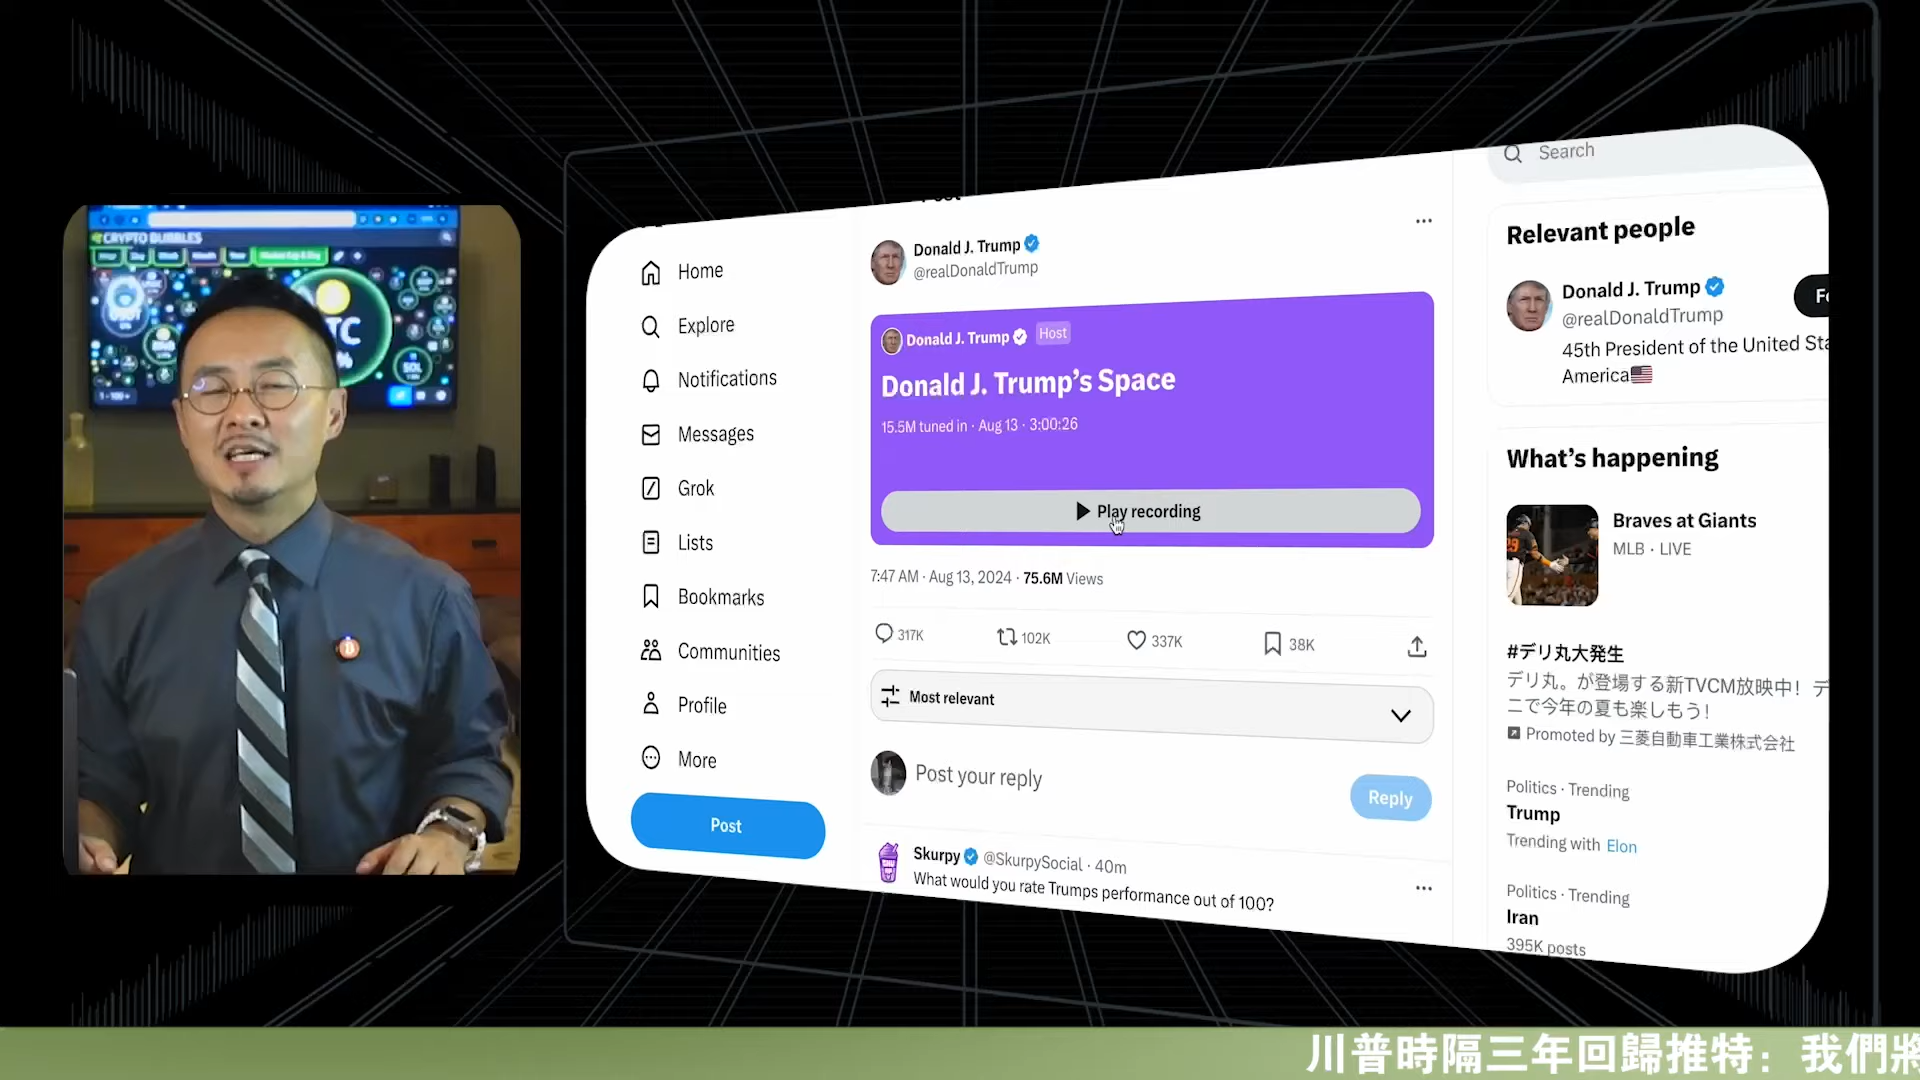 CRYPTO BUBBLES
Home
Explore
Notifications
Messages
Grok
Lists
Bookmarks
Communities
Profile
More
Post
Donald J. Trump
@realDonaldTrump
Donald J. Trump Host
Donald J. Trump's Space
15.5M tuned in · Aug 13 · 3:00:26
Play recording
7:47 AM · Aug 13, 2024 · 75.6M Views
317K 102K 337K 38K
Most relevant
Post your reply
Reply
Skurpy @SkurpySocial · 40m
What would you rate Trumps performance out of 100?
Search
Relevant people
Donald J. Trump
@realDonaldTrump
45th President of the United
America
What's happening
Braves at Giants
MLB · LIVE
#デリ丸大発生
デリ丸。が登場する新TVCM放映中！デ
ニで今年の夏も楽しもう！
Promoted by 三菱自動車工業株式会社
Politics · Trending
Trump
Trending with Elon
Politics · Trending
Iran
395K posts
川普時隔三年回歸推特：我們將